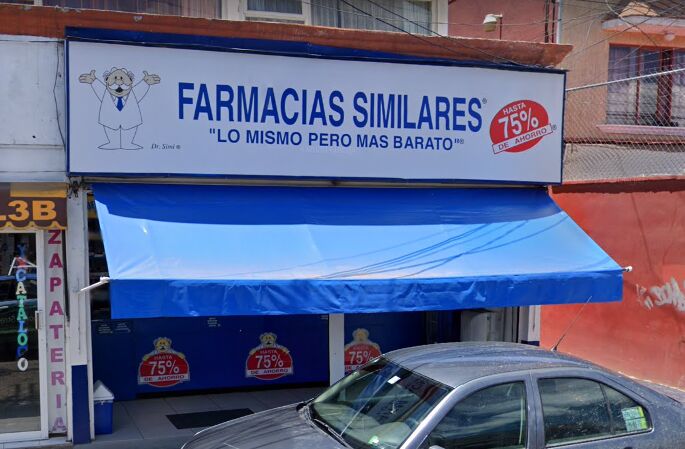 FARMACIAS SIMILARES®
"LO MISMO PERO MAS BARATO"®
Dr. Simi ®
HASTA
75%
DE AHORRO
L3B
ZAPATERIA
Y CATALOGO
HASTA
75%
DE AHORRO
HASTA
75%
DE AHORRO
HASTA
75%
DE AHORRO